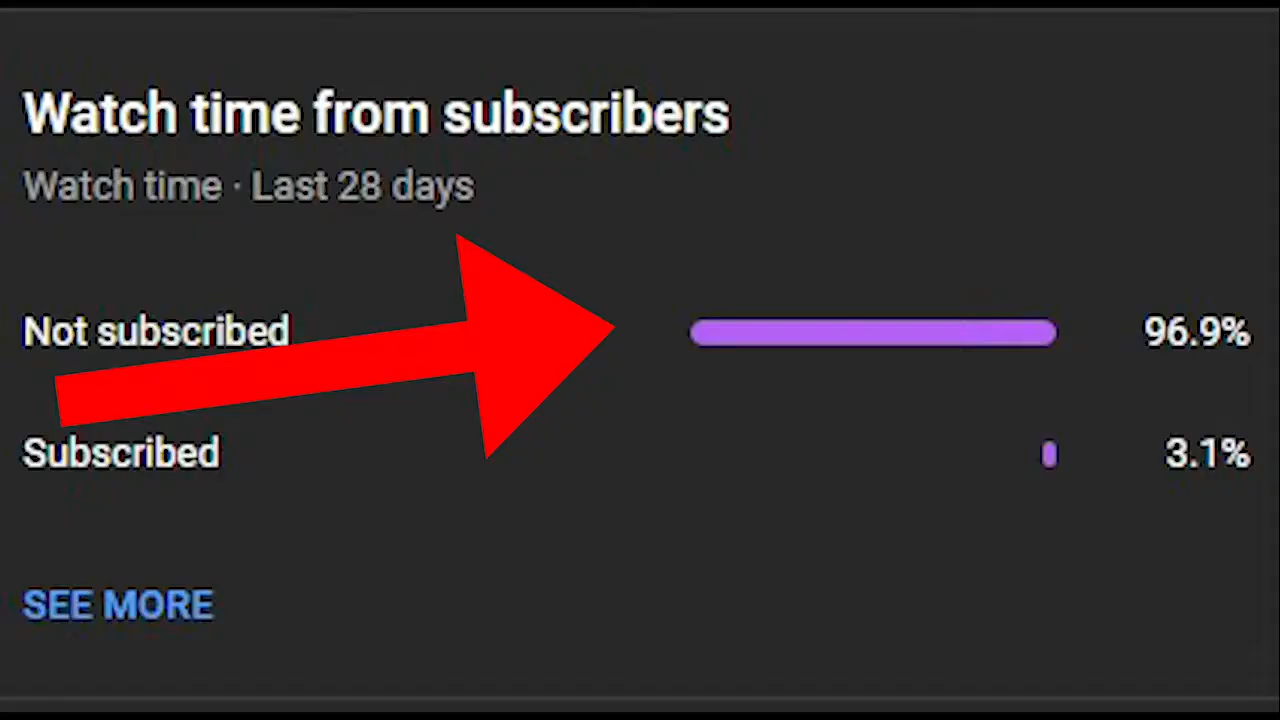 Watch time from subscribers
Watch time · Last 28 days
Not subscribed 96.9%
Subscribed 3.1%
SEE MORE